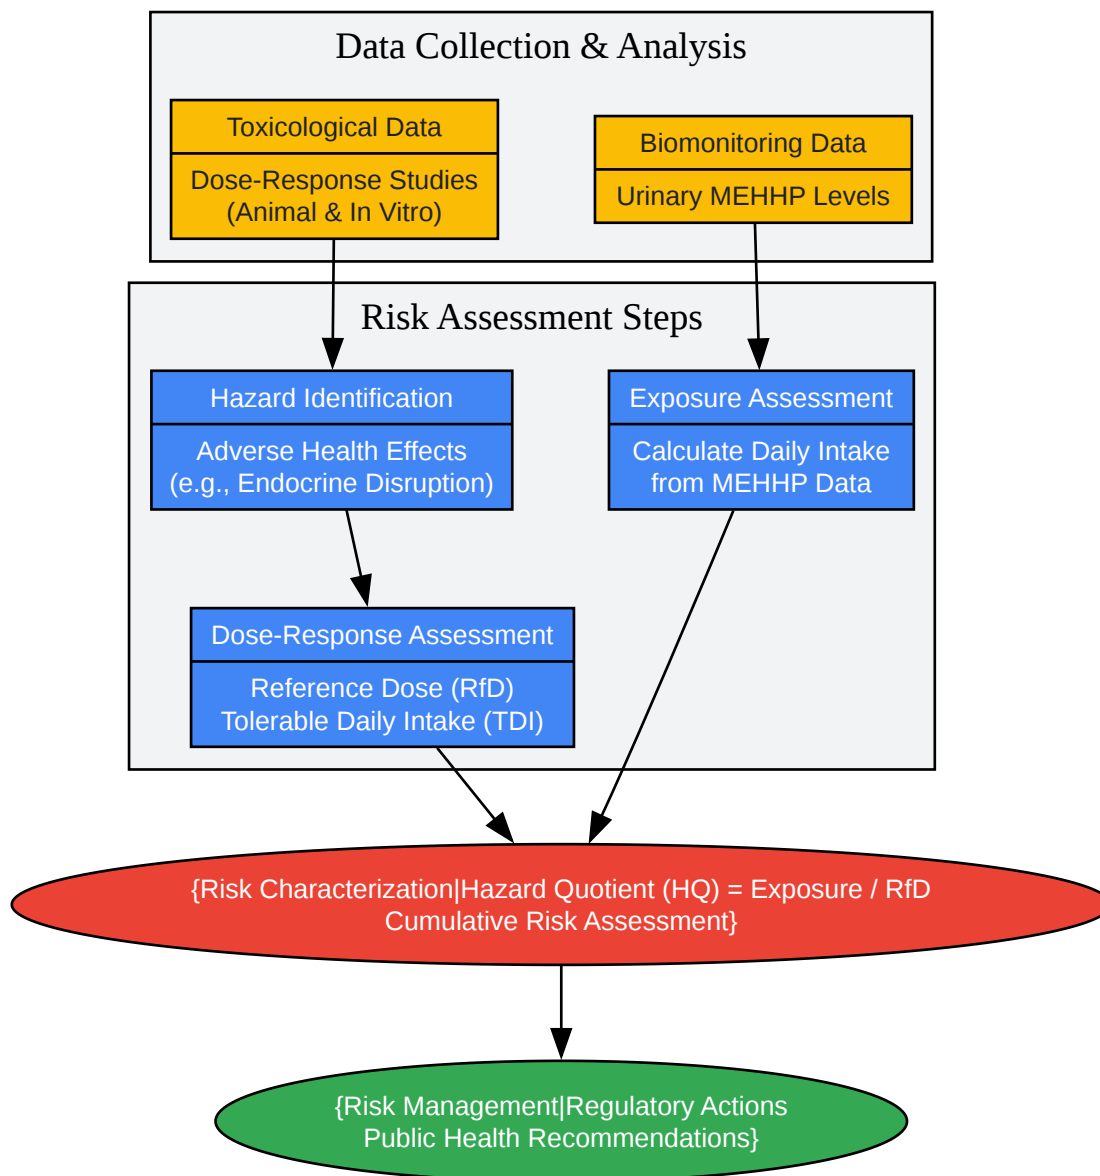 Data Collection & Analysis
Toxicological Data
Dose-Response Studies
(Animal & In Vitro)
Biomonitoring Data
Urinary MEHHP Levels
Risk Assessment Steps
Hazard Identification
Adverse Health Effects
(e.g., Endocrine Disruption)
Exposure Assessment
Calculate Daily Intake
from MEHHP Data
Dose-Response Assessment
Reference Dose (RfD)
Tolerable Daily Intake (TDI)
{Risk Characterization|Hazard Quotient (HQ) = Exposure / RfD
Cumulative Risk Assessment}
{Risk Management|Regulatory Actions
Public Health Recommendations}